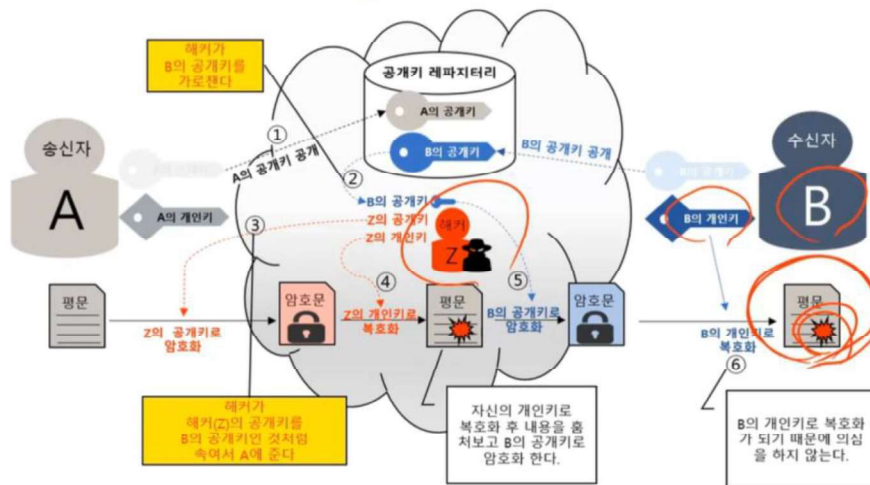 해커가
B의 공개키를
가로챈다
공개키 레파지터리
A의 공개키
B의 공개키
송신자
A
①
A의 공개키 공개
②
B의 공개키 공개
수신자
B
A의 개인키
B의 개인키
B의 공개키
Z의 공개키
Z의 개인키
해커
Z
③
④
⑤
평문
암호문
평문
암호문
평문
Z의 공개키로
암호화
Z의 개인키로
복호화
B의 공개키로
암호화
B의 개인키로
복호화
⑥
해커가
해커(Z)의 공개키를
B의 공개키인 것처럼
속여서 A에 준다
자신의 개인키로
복호화 후 내용을 훔
쳐보고 B의 공개키로
암호화 한다.
B의 개인키로 복호화
가 되기 때문에 의심
을 하지 않는다.